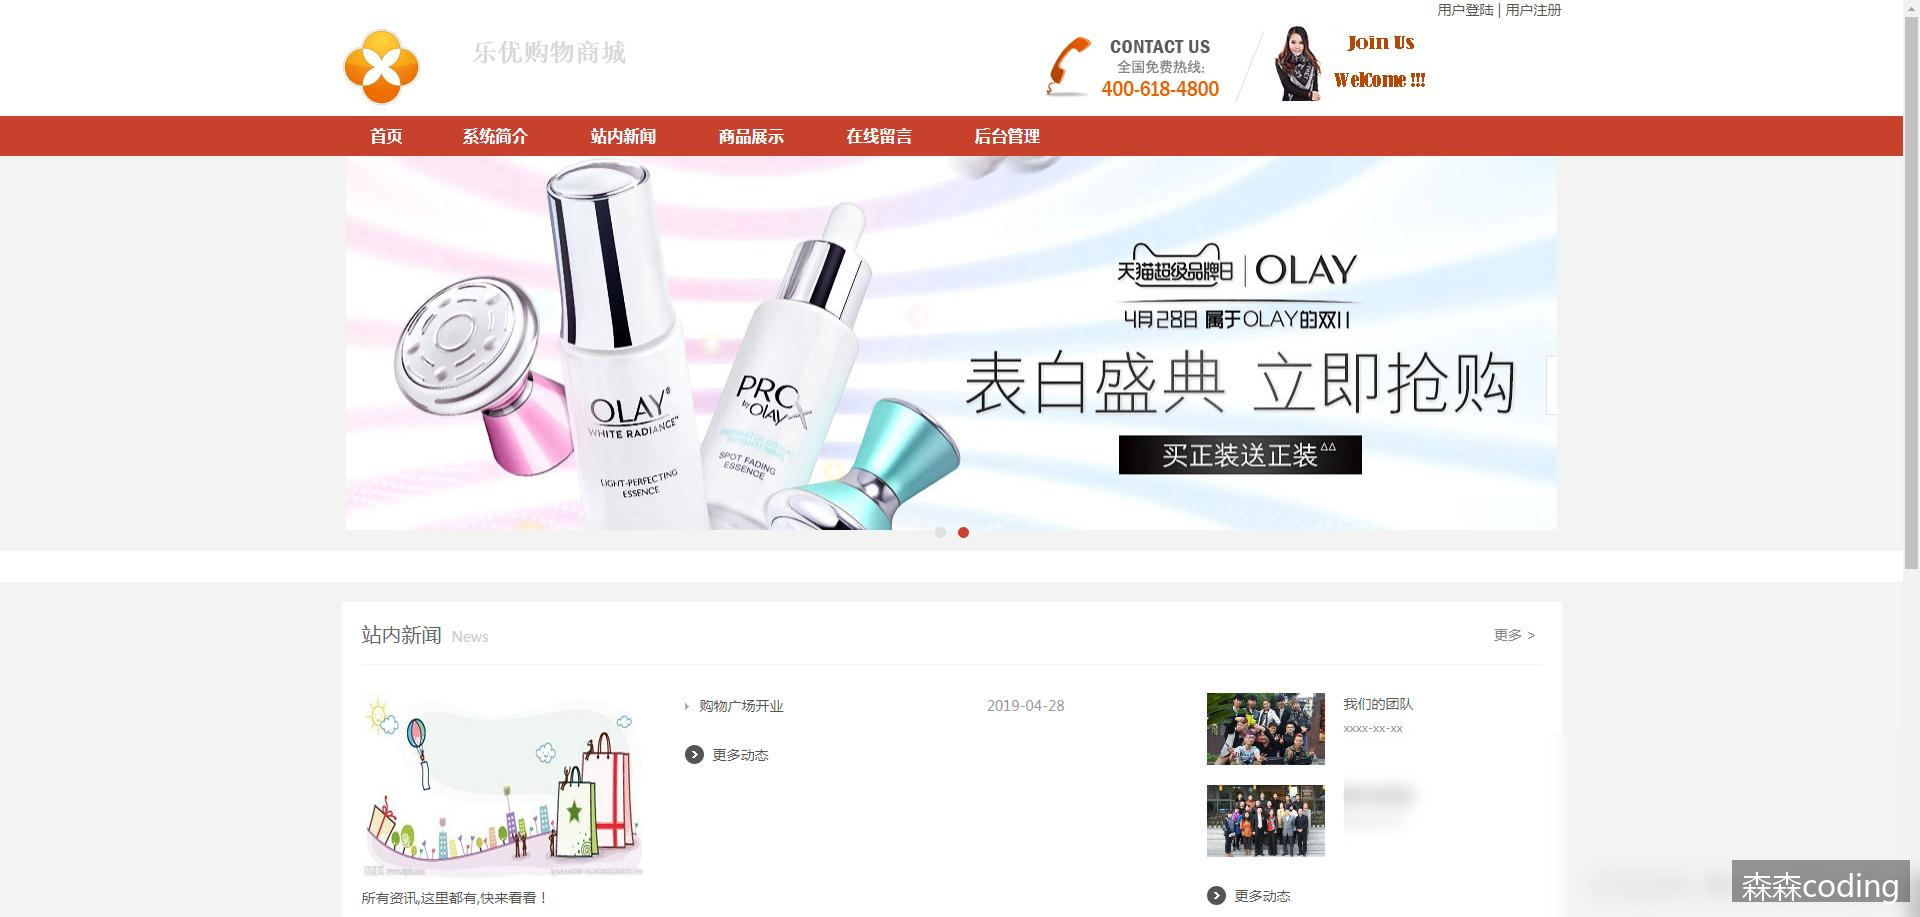 用户登陆 | 用户注册
乐优购物商城
CONTACT US
全国免费热线:
400-618-4800
Join Us
WelCome !!!
首页 系统简介 站内新闻 商品展示 在线留言 后台管理
天猫超级品牌日 | OLAY
4月28日 属于OLAY的双11
表白盛典 立即抢购
买正装送正装
OLAY
WHITE RADIANCE
LIGHT-PERFECTING
ESSENCE
PRO X
by OLAY
DERMATOLOGICAL
BRIGHTENING
SPOT FADING
ESSENCE
站内新闻 News
更多 >
购物广场开业 2019-04-28
更多动态
我们的团队
xxxx-xx-xx
更多动态
所有资讯,这里都有,快来看看！
森森coding